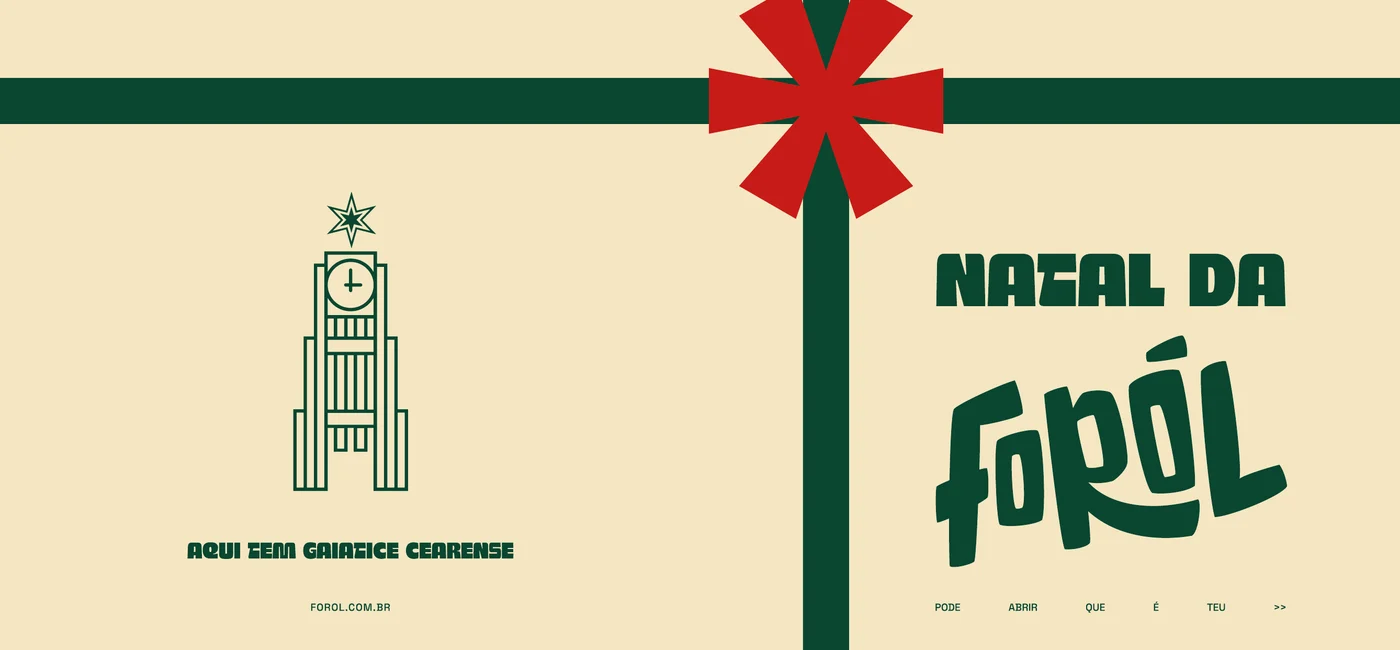 AQUI TEM GAIATICE CEARENSE
FOROL.COM.BR
NATAL DA
FORÓL
PODE ABRIR QUE É TEU >>